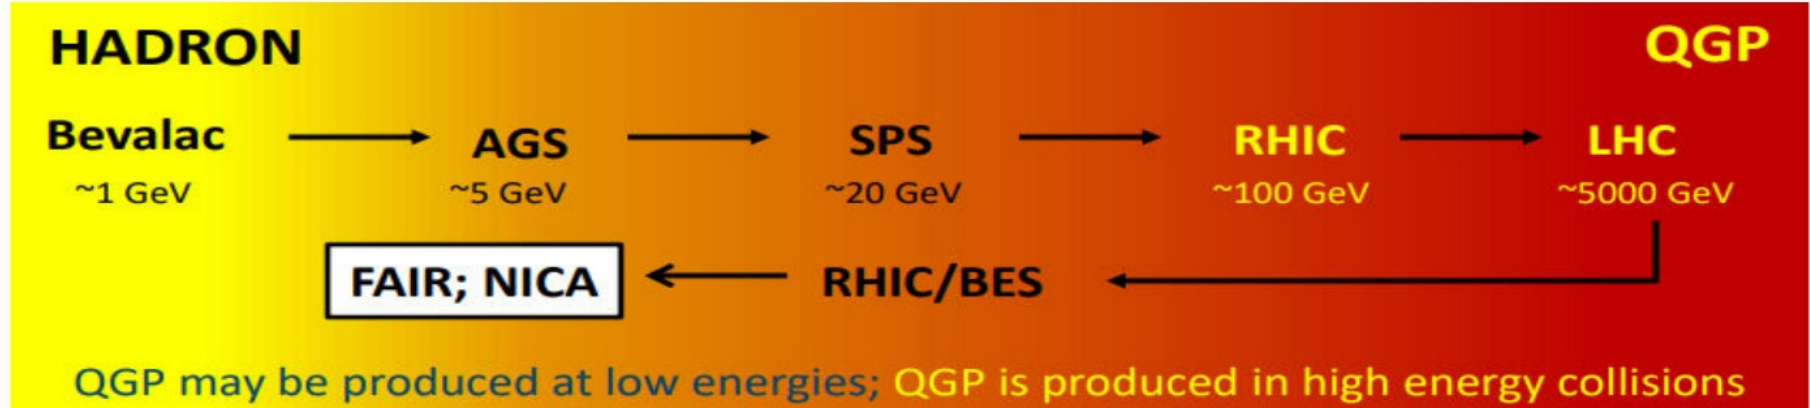 HADRON QGP
Bevalac AGS SPS RHIC LHC
~1 GeV ~5 GeV ~20 GeV ~100 GeV ~5000 GeV
FAIR; NICA RHIC/BES
QGP may be produced at low energies; QGP is produced in high energy collisions